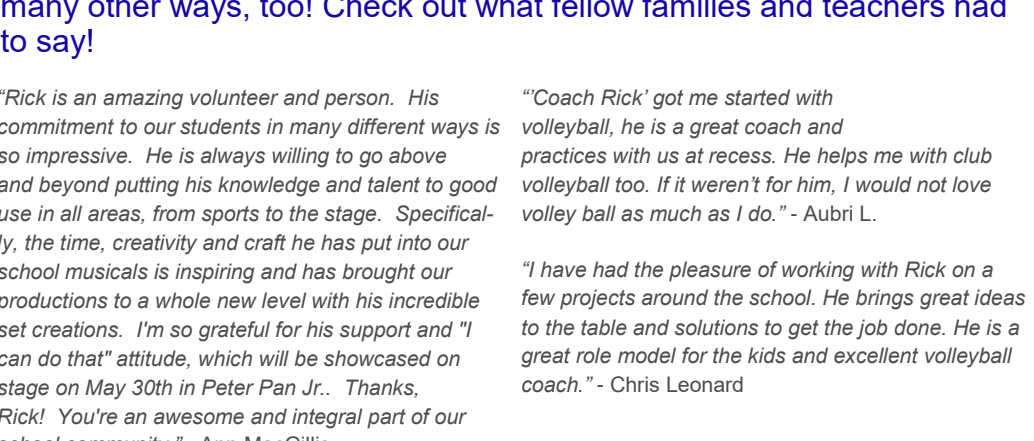 many other ways, too! Check out what fellow families and teachers had
to say!
“Rick is an amazing volunteer and person.  His
commitment to our students in many different ways is
so impressive.  He is always willing to go above
and beyond putting his knowledge and talent to good
use in all areas, from sports to the stage.  Specifical-
ly, the time, creativity and craft he has put into our
school musicals is inspiring and has brought our
productions to a whole new level with his incredible
set creations.  I'm so grateful for his support and "I
can do that" attitude, which will be showcased on
stage on May 30th in Peter Pan Jr..  Thanks,
Rick!  You're an awesome and integral part of our
school community.” - Ann MacGillis
“’Coach Rick’ got me started with
volleyball, he is a great coach and
practices with us at recess. He helps me with club
volleyball too. If it weren’t for him, I would not love
volley ball as much as I do.” - Aubri L.
“I have had the pleasure of working with Rick on a
few projects around the school. He brings great ideas
to the table and solutions to get the job done. He is a
great role model for the kids and excellent volleyball
coach.” - Chris Leonard